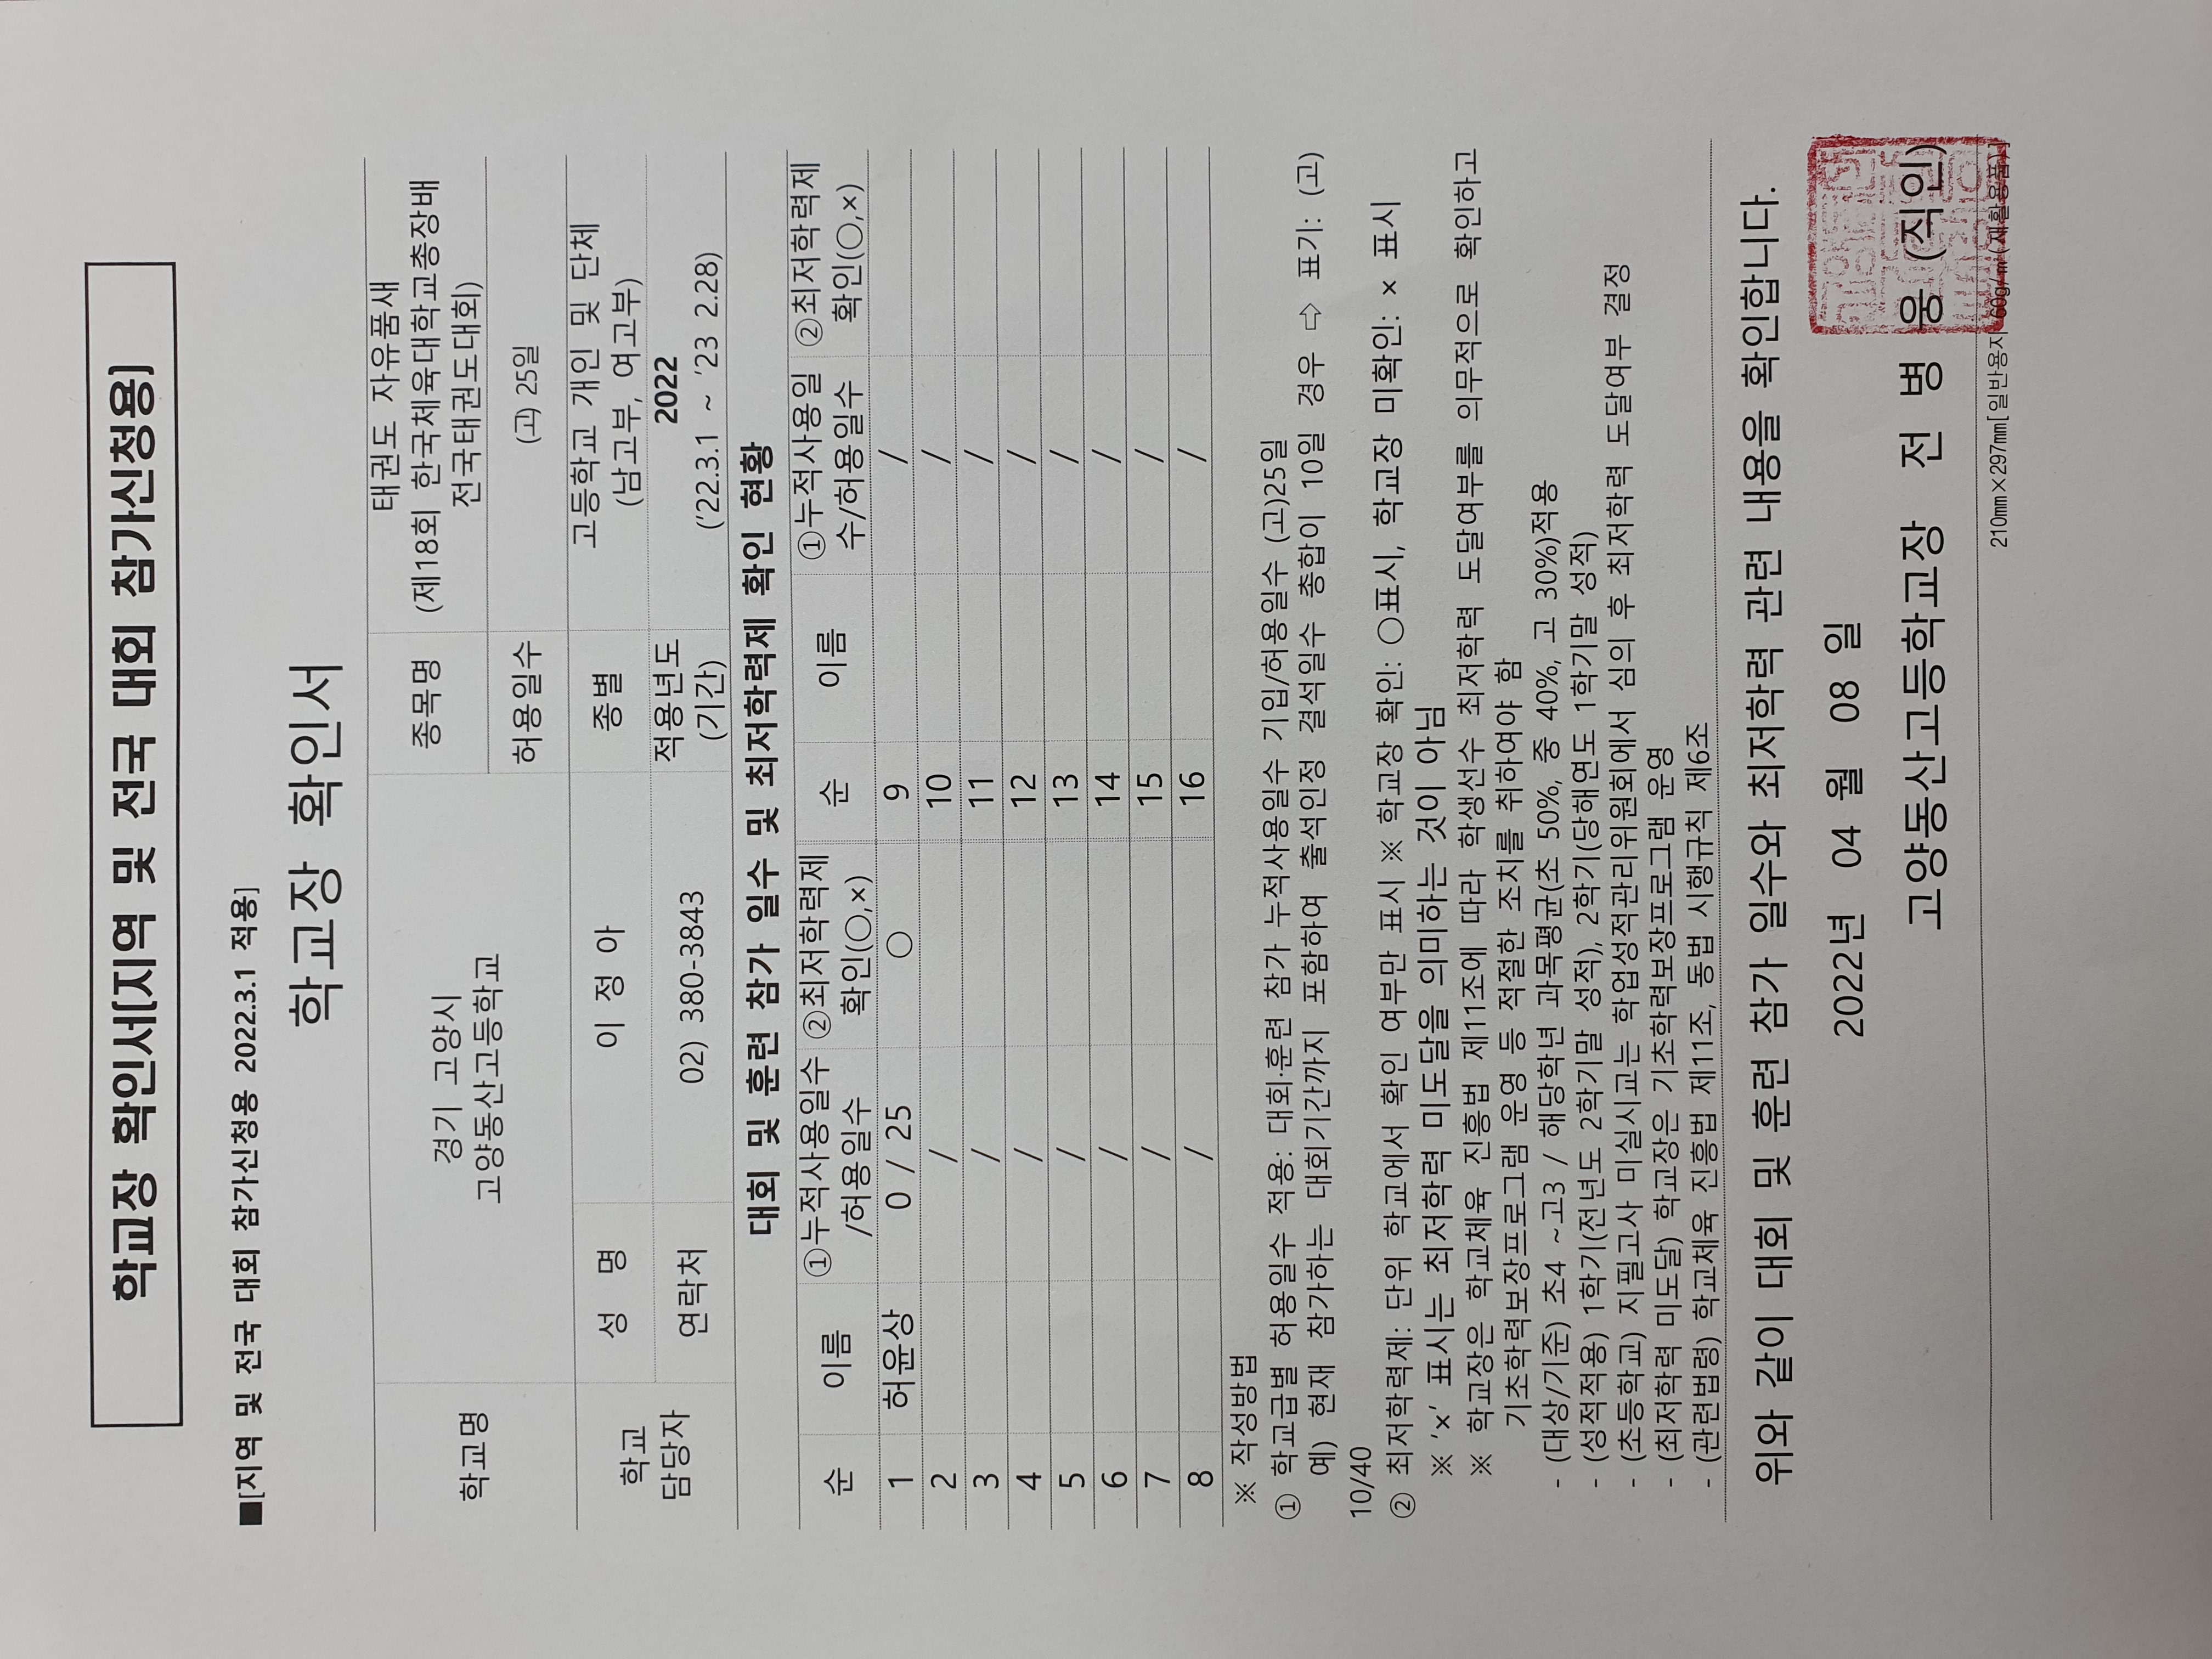 학교장 확인서[지역 및 전국 대회 참가신청용]
■[지역 및 전국 대회 참가신청용 2022.3.1 적용]
학교장 확인서
학교명
경기 고양시
고양동산고등학교
종목명
태권도 자유품새
(제18회 한국체육대학교총장배
전국태권도대회)
허용일수
(고) 25일
학교
담당자
성 명
이 정 아
종별
고등학교 개인 및 단체
(남고부, 여고부)
연락처
02) 380-3843
적용년도
(기간)
2022
('22.3.1 ~ '23 2.28)
대회 및 훈련 참가 일수 및 최저학력제 확인 현황
순 이름 ①누적사용일수 ②최저학력제 순 이름 ①누적사용일 ②최저학력제
/허용일수 확인(○,×) 수/허용일수 확인(○,×)
1 허윤상 0 / 25 ○ 9 /
2 / 10 /
3 / 11 /
4 / 12 /
5 / 13 /
6 / 14 /
7 / 15 /
8 / 16 /
※ 작성방법
① 학교급별 허용일수 적용: 대회·훈련 참가 누적사용일수 기입/허용일수 (고)25일
예) 현재 참가하는 대회기간까지 포함하여 출석인정 결석일수 총합이 10일 경우 ⇨ 표기: (고)
10/40
② 최저학력제: 단위 학교에서 확인 여부만 표시 ※ 학교장 확인: ○표시, 학교장 미확인: × 표시
※ '×' 표시는 최저학력 미도달을 의미하는 것이 아님
※ 학교장은 학교체육 진흥법 제11조에 따라 학생선수 최저학력 도달여부를 의무적으로 확인하고
기초학력보장프로그램 운영 등 적절한 조치를 취하여야 함
- (대상/기준) 초4 ~고3 / 해당학년 과목평균(초 50%, 중 40%, 고 30%)적용
- (성적적용) 1학기(전년도 2학기말 성적), 2학기(당해연도 1학기말 성적)
- (초등학교) 지필고사 미실시교는 학업성적관리위원회에서 심의 후 최저학력 도달여부 결정
- (최저학력 미도달) 학교장은 기초학력보장프로그램 운영
- (관련법령) 학교체육 진흥법 제11조, 동법 시행규칙 제6조
위와 같이 대회 및 훈련 참가 일수와 최저학력 관련 내용을 확인합니다.
2022년 04 월 08 일
고양동산고등학교장 전 병 웅 (직인)
210㎜×297㎜[일반용지 60g/㎡(재활용품)]